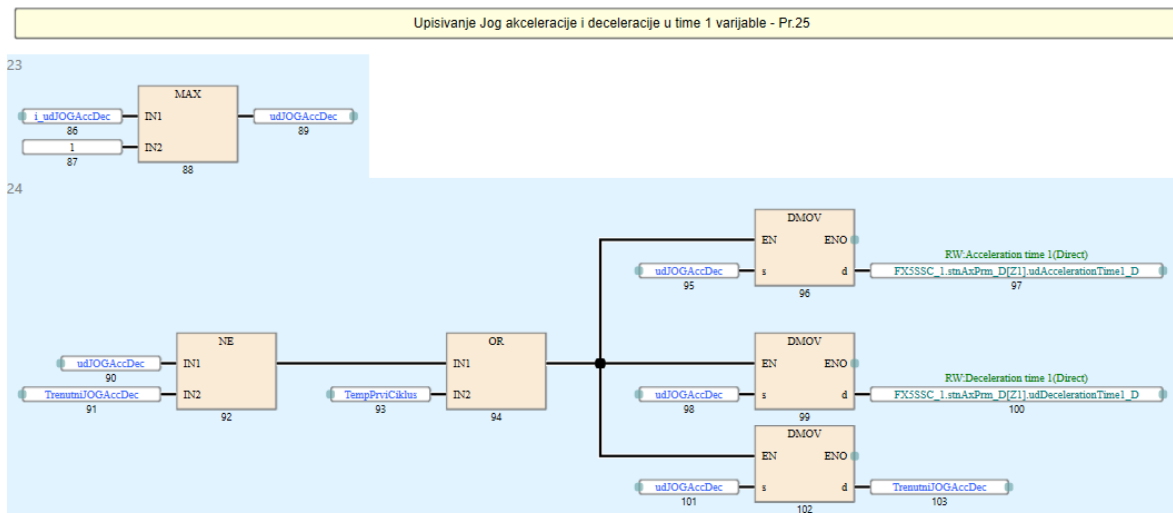 Upisivanje Jog akceleracije i deceleracije u time 1 varijable - Pr.25
23
MAX
i_udJOGAccDec
IN1
udJOGAccDec
86
89
1
IN2
87
88
24
DMOV
EN
ENO
RW:Acceleration time 1(Direct)
udJOGAccDec
s
d
FX5SSC_1.stnAxPrm_D[Z1].udAccelerationTime1_D
95
96
97
NE
OR
DMOV
udJOGAccDec
IN1
IN1
EN
ENO
90
RW:Deceleration time 1(Direct)
TrenutniJOGAccDec
IN2
TempPrviCiklus
IN2
udJOGAccDec
s
d
FX5SSC_1.stnAxPrm_D[Z1].udDecelerationTime1_D
91
92
93
94
98
99
100
DMOV
EN
ENO
udJOGAccDec
s
d
TrenutniJOGAccDec
101
102
103